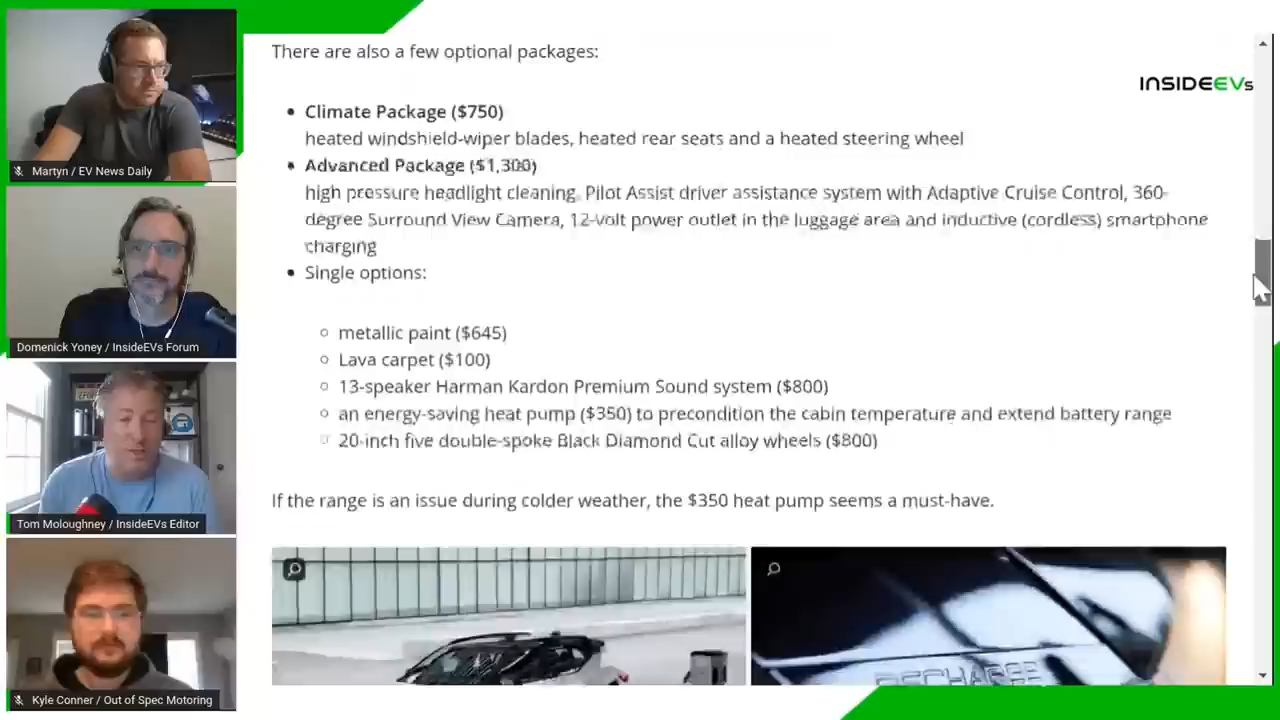 There are also a few optional packages:
INSIDEEVs
Climate Package ($750)
heated windshield-wiper blades, heated rear seats and a heated steering wheel
Advanced Package ($1,300)
high pressure headlight cleaning, Pilot Assist driver assistance system with Adaptive Cruise Control, 360-
degree Surround View Camera, 12-volt power outlet in the luggage area and inductive (cordless) smartphone
charging
Single options:
metallic paint ($645)
Lava carpet ($100)
13-speaker Harman Kardon Premium Sound system ($800)
an energy-saving heat pump ($350) to precondition the cabin temperature and extend battery range
20-inch five double-spoke Black Diamond Cut alloy wheels ($800)
If the range is an issue during colder weather, the $350 heat pump seems a must-have.
RECHARGE
Martyn / EV News Daily
Domenick Yoney / InsideEVs Forum
Tom Moloughney / InsideEVs Editor
Kyle Conner / Out of Spec Motoring